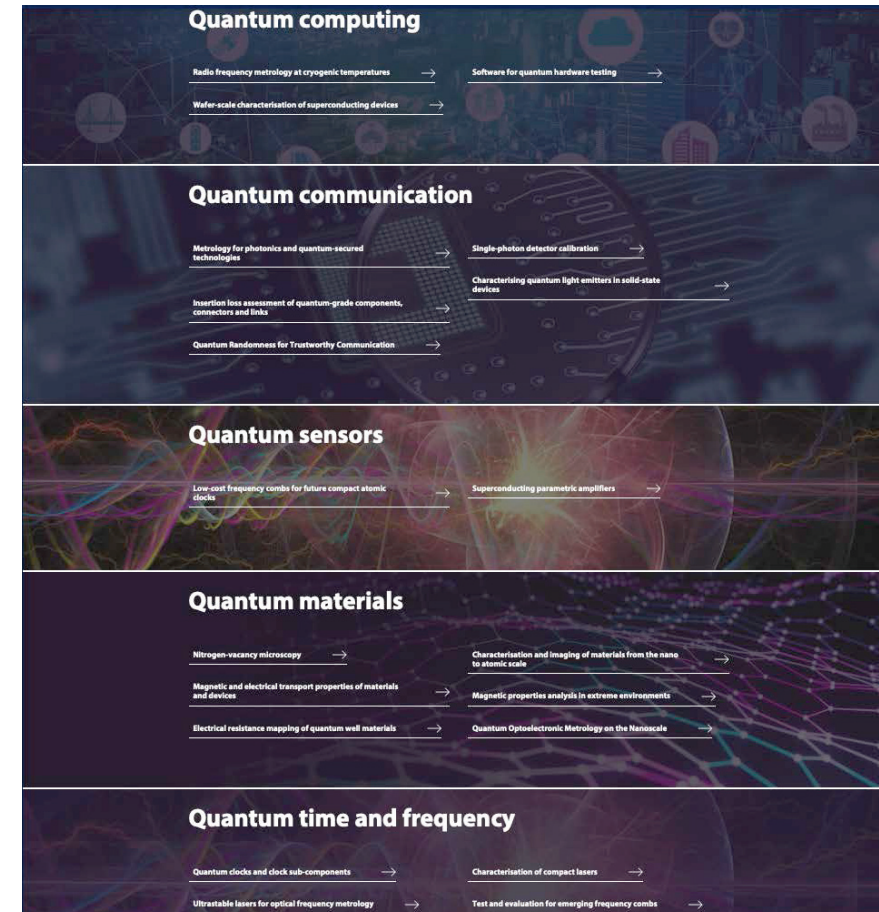 Quantum computing
Radio frequency metrology at cryogenic temperatures
Software for quantum hardware testing
Wafer-scale characterisation of superconducting devices
Quantum communication
Metrology for photonics and quantum-secured
technologies
Single-photon detector calibration
Characterising quantum light emitters in solid-state
devices
Insertion loss assessment of quantum-grade components,
connectors and links
Quantum Randomness for Trustworthy Communication
Quantum sensors
Low-cost frequency combs for future compact atomic
clocks
Superconducting parametric amplifiers
Quantum materials
Nitrogen-vacancy microscopy
Characterisation and imaging of materials from the nano
to atomic scale
Magnetic and electrical transport properties of materials
and devices
Magnetic properties analysis in extreme environments
Electrical resistance mapping of quantum well materials
Quantum Optoelectronic Metrology on the Nanoscale
Quantum time and frequency
Quantum clocks and clock sub-components
Characterisation of compact lasers
Ultrastable lasers for optical frequency metrology
Test and evaluation for emerging frequency combs